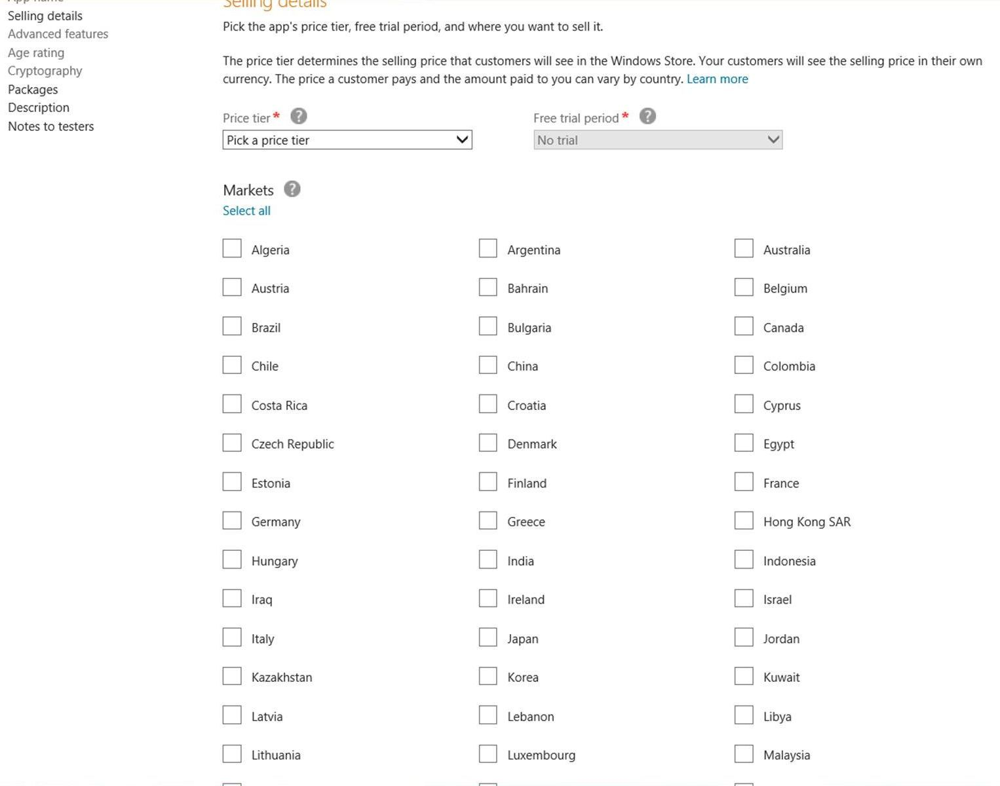 App name
Selling details
Advanced features
Age rating
Cryptography
Packages
Description
Notes to testers
Selling details
Pick the app's price tier, free trial period, and where you want to sell it.
The price tier determines the selling price that customers will see in the Windows Store. Your customers will see the selling price in their own
currency. The price a customer pays and the amount paid to you can vary by country. Learn more
Price tier * ?
Free trial period * ?
Pick a price tier
No trial
Markets ?
Select all
Algeria Argentina Australia
Austria Bahrain Belgium
Brazil Bulgaria Canada
Chile China Colombia
Costa Rica Croatia Cyprus
Czech Republic Denmark Egypt
Estonia Finland France
Germany Greece Hong Kong SAR
Hungary India Indonesia
Iraq Ireland Israel
Italy Japan Jordan
Kazakhstan Korea Kuwait
Latvia Lebanon Libya
Lithuania Luxembourg Malaysia